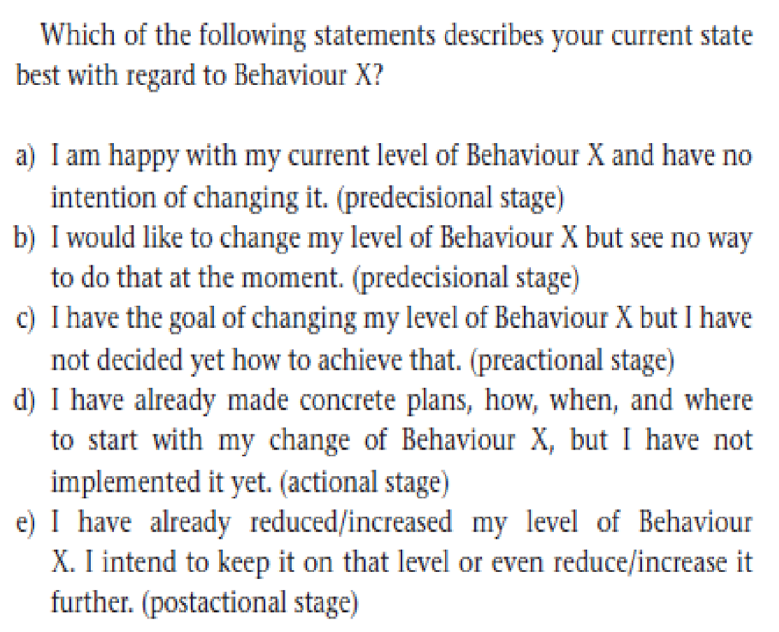 Which of the following statements describes your current state
best with regard to Behaviour X?
a) I am happy with my current level of Behaviour X and have no
intention of changing it. (predecisional stage)
b) I would like to change my level of Behaviour X but see no way
to do that at the moment. (predecisional stage)
c) I have the goal of changing my level of Behaviour X but I have
not decided yet how to achieve that. (preactional stage)
d) I have already made concrete plans, how, when, and where
to start with my change of Behaviour X, but I have not
implemented it yet. (actional stage)
e) I have already reduced/increased my level of Behaviour
X. I intend to keep it on that level or even reduce/increase it
further. (postactional stage)